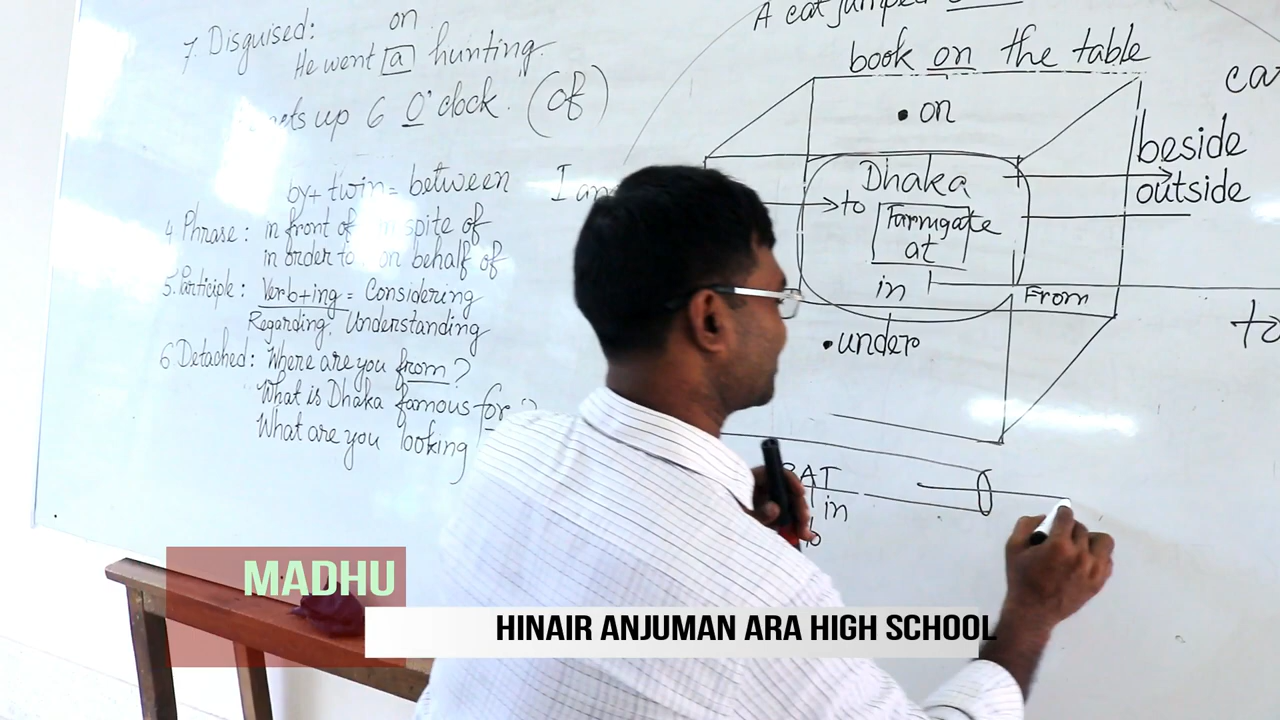 7. Disguised: on
He went a hunting.
gets up 6 O' clock. (of)
by + twin = between
4 Phrase: in front of in spite of
in order to on behalf of
5. Participle: Verb+ing = Considering
Regarding, Understanding
6 Detached: Where are you from?
What is Dhaka famous for?
What are you looking
A cat jumped
book on the table
• on
beside
outside
I am
to
Dhaka
Farmgate
at
in
From
• under
to
in
MADHU
HINAIR ANJUMAN ARA HIGH SCHOOL